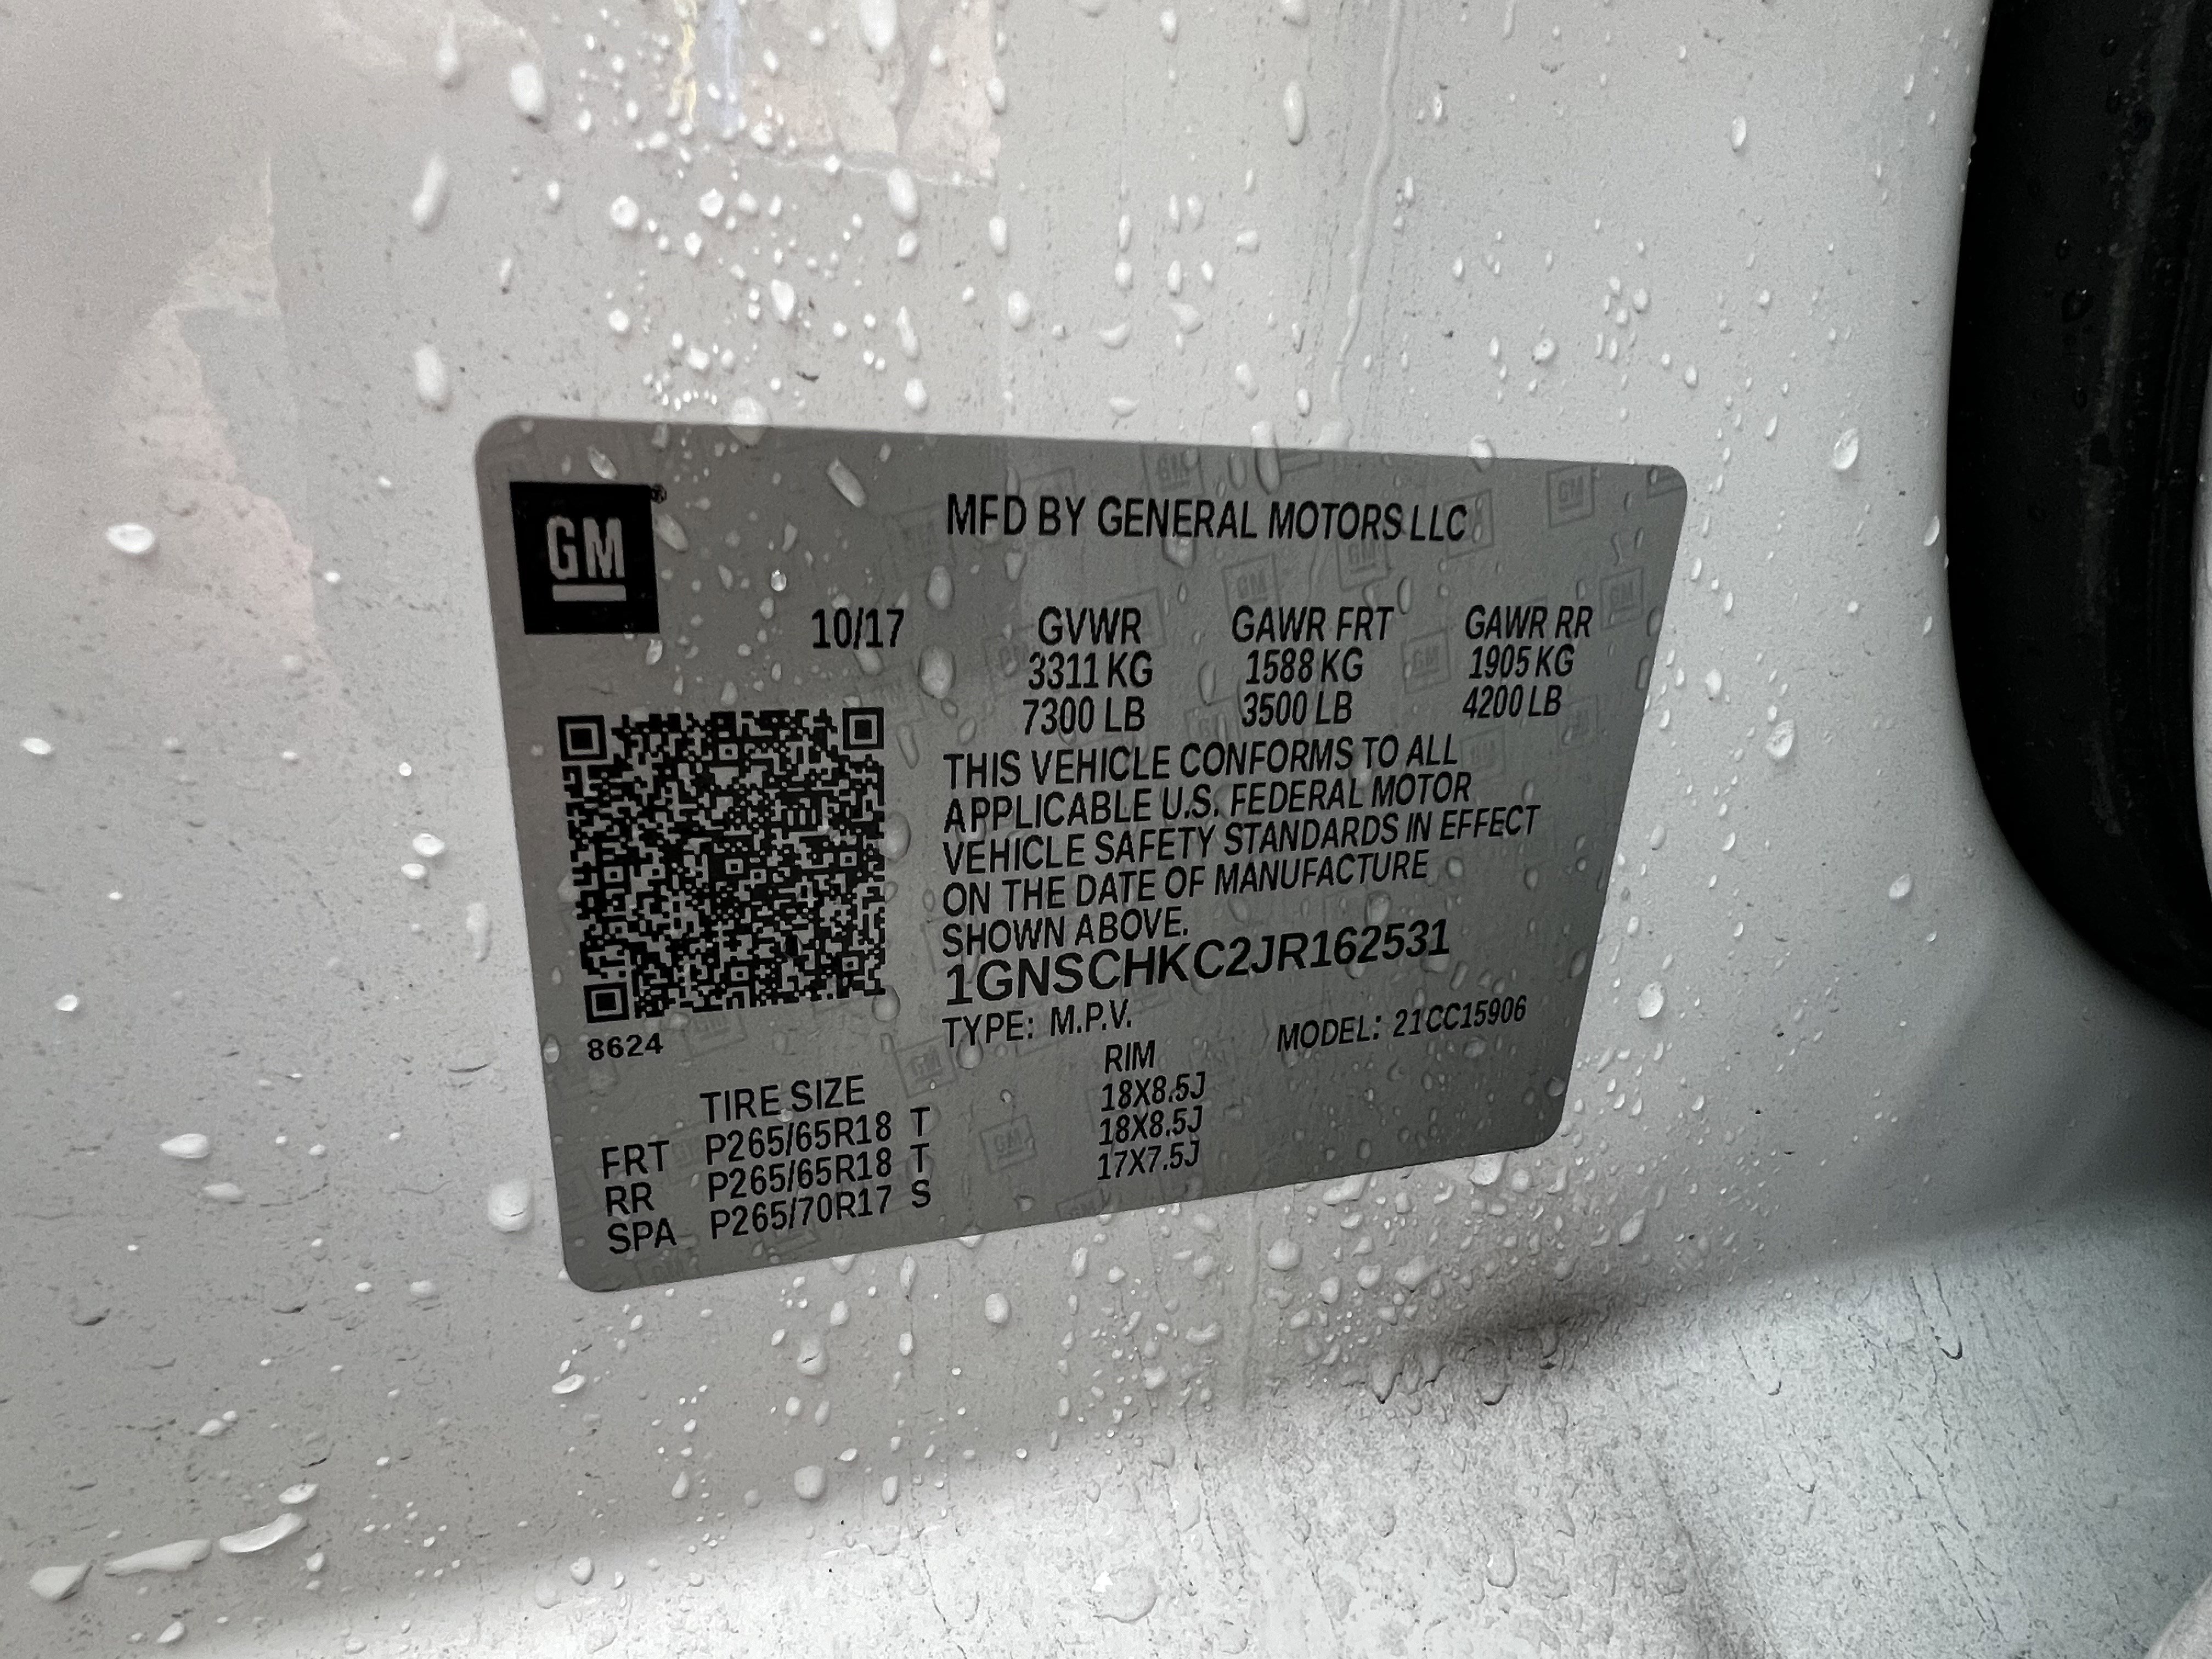 GM®
MFD BY GENERAL MOTORS LLC
10/17
GVWR GAWR FRT GAWR RR
3311 KG 1588 KG 1905 KG
7300 LB 3500 LB 4200 LB
THIS VEHICLE CONFORMS TO ALL
APPLICABLE U.S. FEDERAL MOTOR
VEHICLE SAFETY STANDARDS IN EFFECT
ON THE DATE OF MANUFACTURE
SHOWN ABOVE.
1GNSCHKC2JR162531
TYPE: M.P.V. MODEL: 21CC15906
8624
TIRE SIZE RIM
FRT P265/65R18 T 18X8.5J
RR P265/65R18 T 18X8.5J
SPA P265/70R17 S 17X7.5J